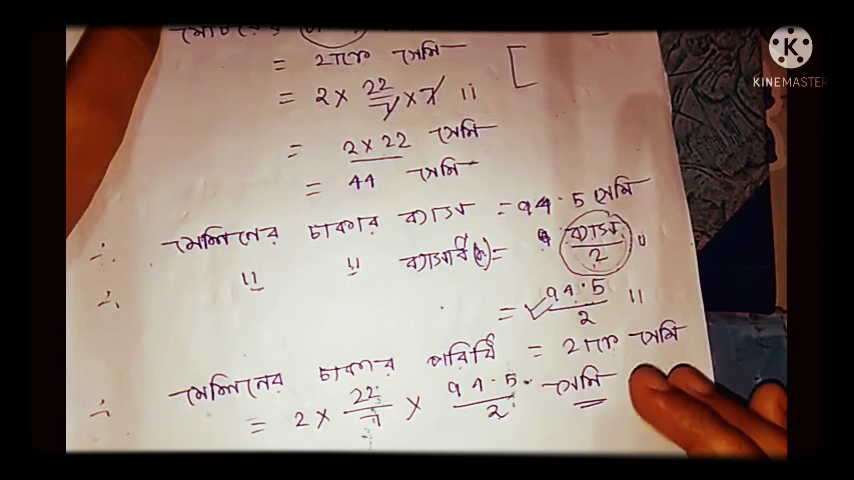 = 2πr সেমি
= 2 × 22/7 × 7 "
= 2 × 22 সেমি
= 44 সেমি
∴ মেশিনের চাকার ব্যাস = 94.5 সেমি
∴ " " ব্যাসার্ধ (r) = ব্যাস/2 "
= 94.5/2 "
∴ মেশিনের চাকার পরিধি = 2πr সেমি
= 2 × 22/7 × 94.5/2 সেমি
KINEMASTER